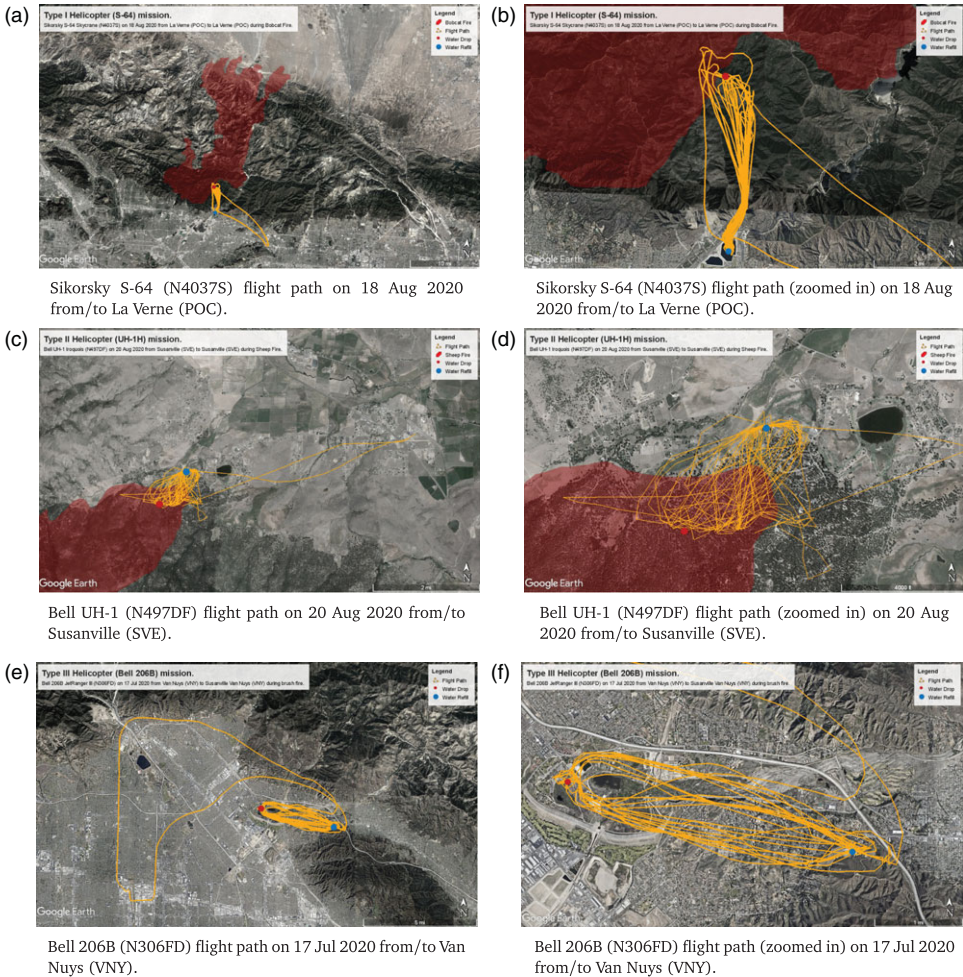 (a)
Type I Helicopter (S-64) mission.
Sikorsky S-64 Skycrane (N4037S) on 18 Aug 2020 from La Verne (POC) to La Verne (POC) during Bobcat Fire.
Legend
Bobcat Fire
Flight Path
Water Drop
Water Refill
Google Earth
N
Sikorsky S-64 (N4037S) flight path on 18 Aug 2020
from/to La Verne (POC).
(b)
Type I Helicopter (S-64) mission.
Sikorsky S-64 Skycrane (N4037S) on 18 Aug 2020 from La Verne (POC) to La Verne (POC) during Bobcat Fire.
Legend
Bobcat Fire
Flight Path
Water Drop
Water Refill
Google Earth
N
Sikorsky S-64 (N4037S) flight path (zoomed in) on 18 Aug
2020 from/to La Verne (POC).
(c)
Type II Helicopter (UH-1H) mission.
Bell UH-1 Iroquois (N497DF) on 20 Aug 2020 from Susanville (SVE) to Susanville (SVE) during Sheep Fire.
Legend
Flight Path
Sheep Fire
Water Drop
Water Refill
Google Earth
N
2 mi
Bell UH-1 (N497DF) flight path on 20 Aug 2020 from/to
Susanville (SVE).
(d)
Type II Helicopter (UH-1H) mission.
Bell UH-1 Iroquois (N497DF) on 20 Aug 2020 from Susanville (SVE) to Susanville (SVE) during Sheep Fire.
Legend
Flight Path
Sheep Fire
Water Drop
Water Refill
Google Earth
N
Bell UH-1 (N497DF) flight path (zoomed in) on 20 Aug
2020 from/to Susanville (SVE).
(e)
Type III Helicopter (Bell 206B) mission.
Bell 206B JetRanger III (N306FD) on 17 Jul 2020 from Van Nuys (VNY) to Susanville Van Nuys (VNY) during brush fire.
Legend
Flight Path
Water Drop
Water Refill
Google Earth
N
Bell 206B (N306FD) flight path on 17 Jul 2020 from/to Van
Nuys (VNY).
(f)
Type III Helicopter (Bell 206B) mission.
Bell 206B JetRanger III (N306FD) on 17 Jul 2020 from Van Nuys (VNY) to Susanville Van Nuys (VNY) during brush fire.
Legend
Flight Path
Water Drop
Water Refill
Google Earth
N
Bell 206B (N306FD) flight path (zoomed in) on 17 Jul 2020
from/to Van Nuys (VNY).